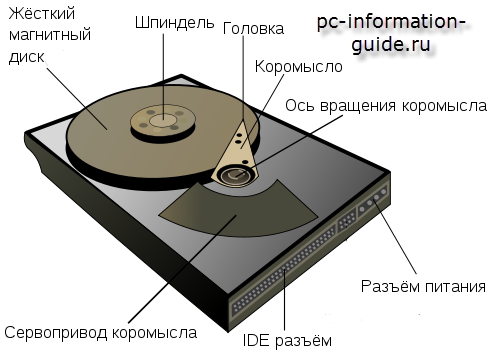 Жёсткий
магнитный
диск
Шпиндель
Головка
pc-information-
guide.ru
Коромысло
Ось вращения коромысла
Разъём питания
Сервопривод коромысла
IDE разъём